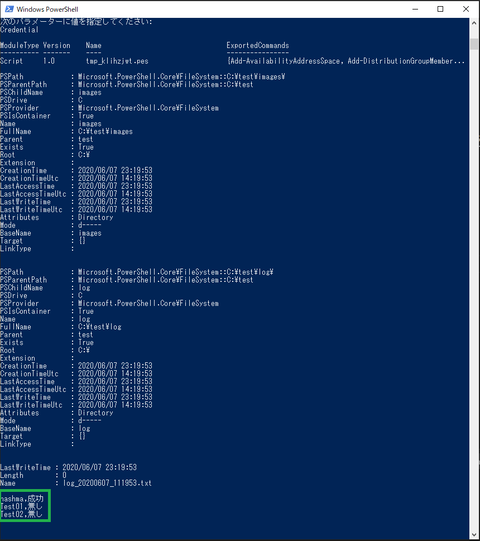 Windows PowerShell
次のパラメーターに値を指定してください:
Credential
ModuleType Version Name ExportedCommands
---------- ------- ---- ----------------
Script 1.0 tmp_klihzjwt.pes {Add-AvailabilityAddressSpace, Add-DistributionGroupMember...
PSPath : Microsoft.PowerShell.Core¥FileSystem::C:¥test¥images¥
PSParentPath : Microsoft.PowerShell.Core¥FileSystem::C:¥test
PSChildName : images
PSDrive : C
PSProvider : Microsoft.PowerShell.Core¥FileSystem
PSIsContainer : True
Name : images
FullName : C:¥test¥images
Parent : test
Exists : True
Root : C:¥
Extension :
CreationTime : 2020/06/07 23:19:53
CreationTimeUtc : 2020/06/07 14:19:53
LastAccessTime : 2020/06/07 23:19:53
LastAccessTimeUtc : 2020/06/07 14:19:53
LastWriteTime : 2020/06/07 23:19:53
LastWriteTimeUtc : 2020/06/07 14:19:53
Attributes : Directory
Mode : d-----
BaseName : images
Target : []
LinkType :
PSPath : Microsoft.PowerShell.Core¥FileSystem::C:¥test¥log¥
PSParentPath : Microsoft.PowerShell.Core¥FileSystem::C:¥test
PSChildName : log
PSDrive : C
PSProvider : Microsoft.PowerShell.Core¥FileSystem
PSIsContainer : True
Name : log
FullName : C:¥test¥log
Parent : test
Exists : True
Root : C:¥
Extension :
CreationTime : 2020/06/07 23:19:53
CreationTimeUtc : 2020/06/07 14:19:53
LastAccessTime : 2020/06/07 23:19:53
LastAccessTimeUtc : 2020/06/07 14:19:53
LastWriteTime : 2020/06/07 23:19:53
LastWriteTimeUtc : 2020/06/07 14:19:53
Attributes : Directory
Mode : d-----
BaseName : log
Target : []
LinkType :
LastWriteTime : 2020/06/07 23:19:53
Length : 0
Name : log_20200607_111953.txt
hashma,成功
Test01,無し
Test02,無し